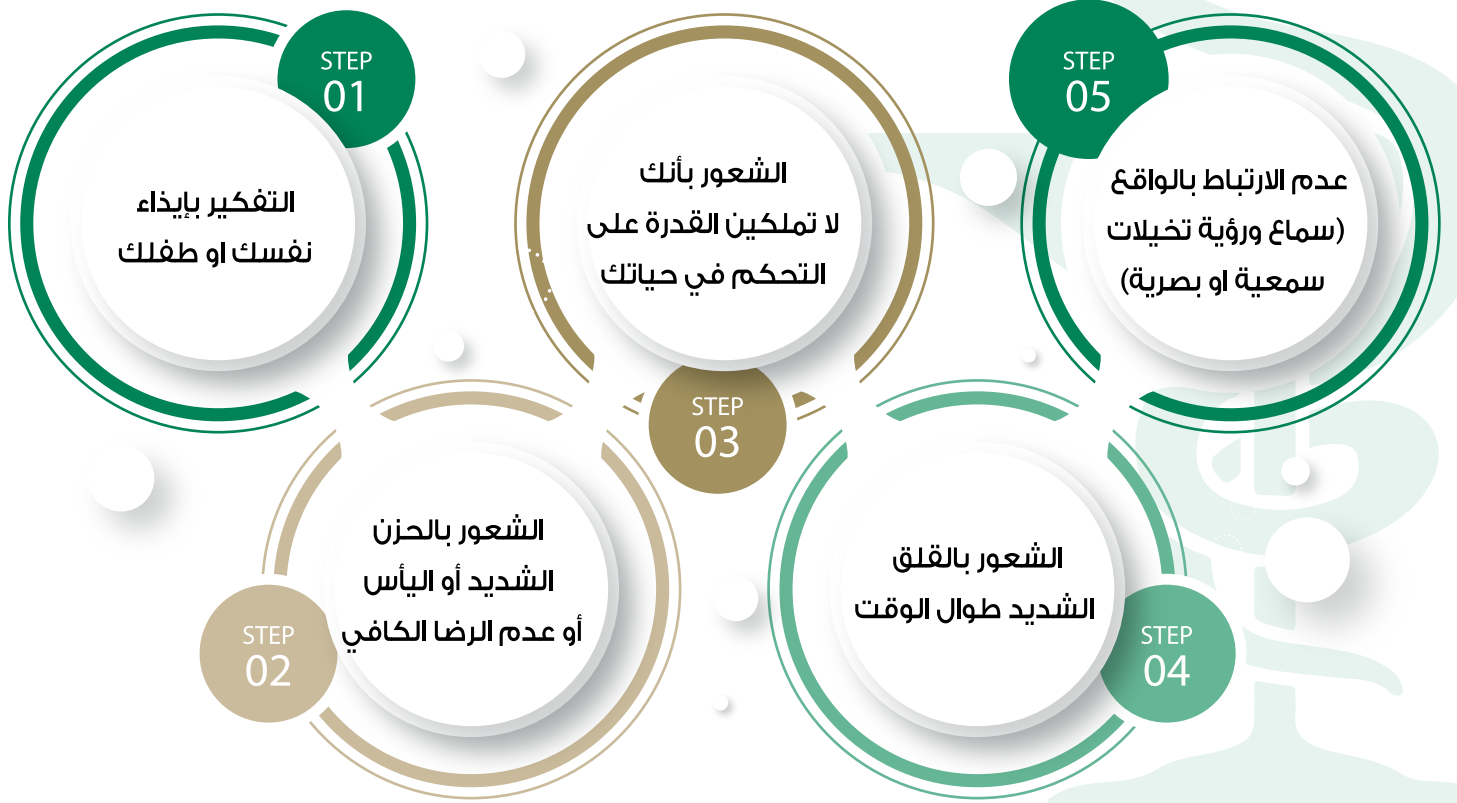 STEP
01
التفكير بإيذاء
نفسك او طفلك
STEP
02
الشعور بالحزن
الشديد أو اليأس
أو عدم الرضا الكافي
STEP
03
الشعور بأنك
لا تملكين القدرة على
التحكم في حياتك
STEP
04
الشعور بالقلق
الشديد طوال الوقت
STEP
05
عدم الارتباط بالواقع
(سماع ورؤية تخيلات
سمعية او بصرية)